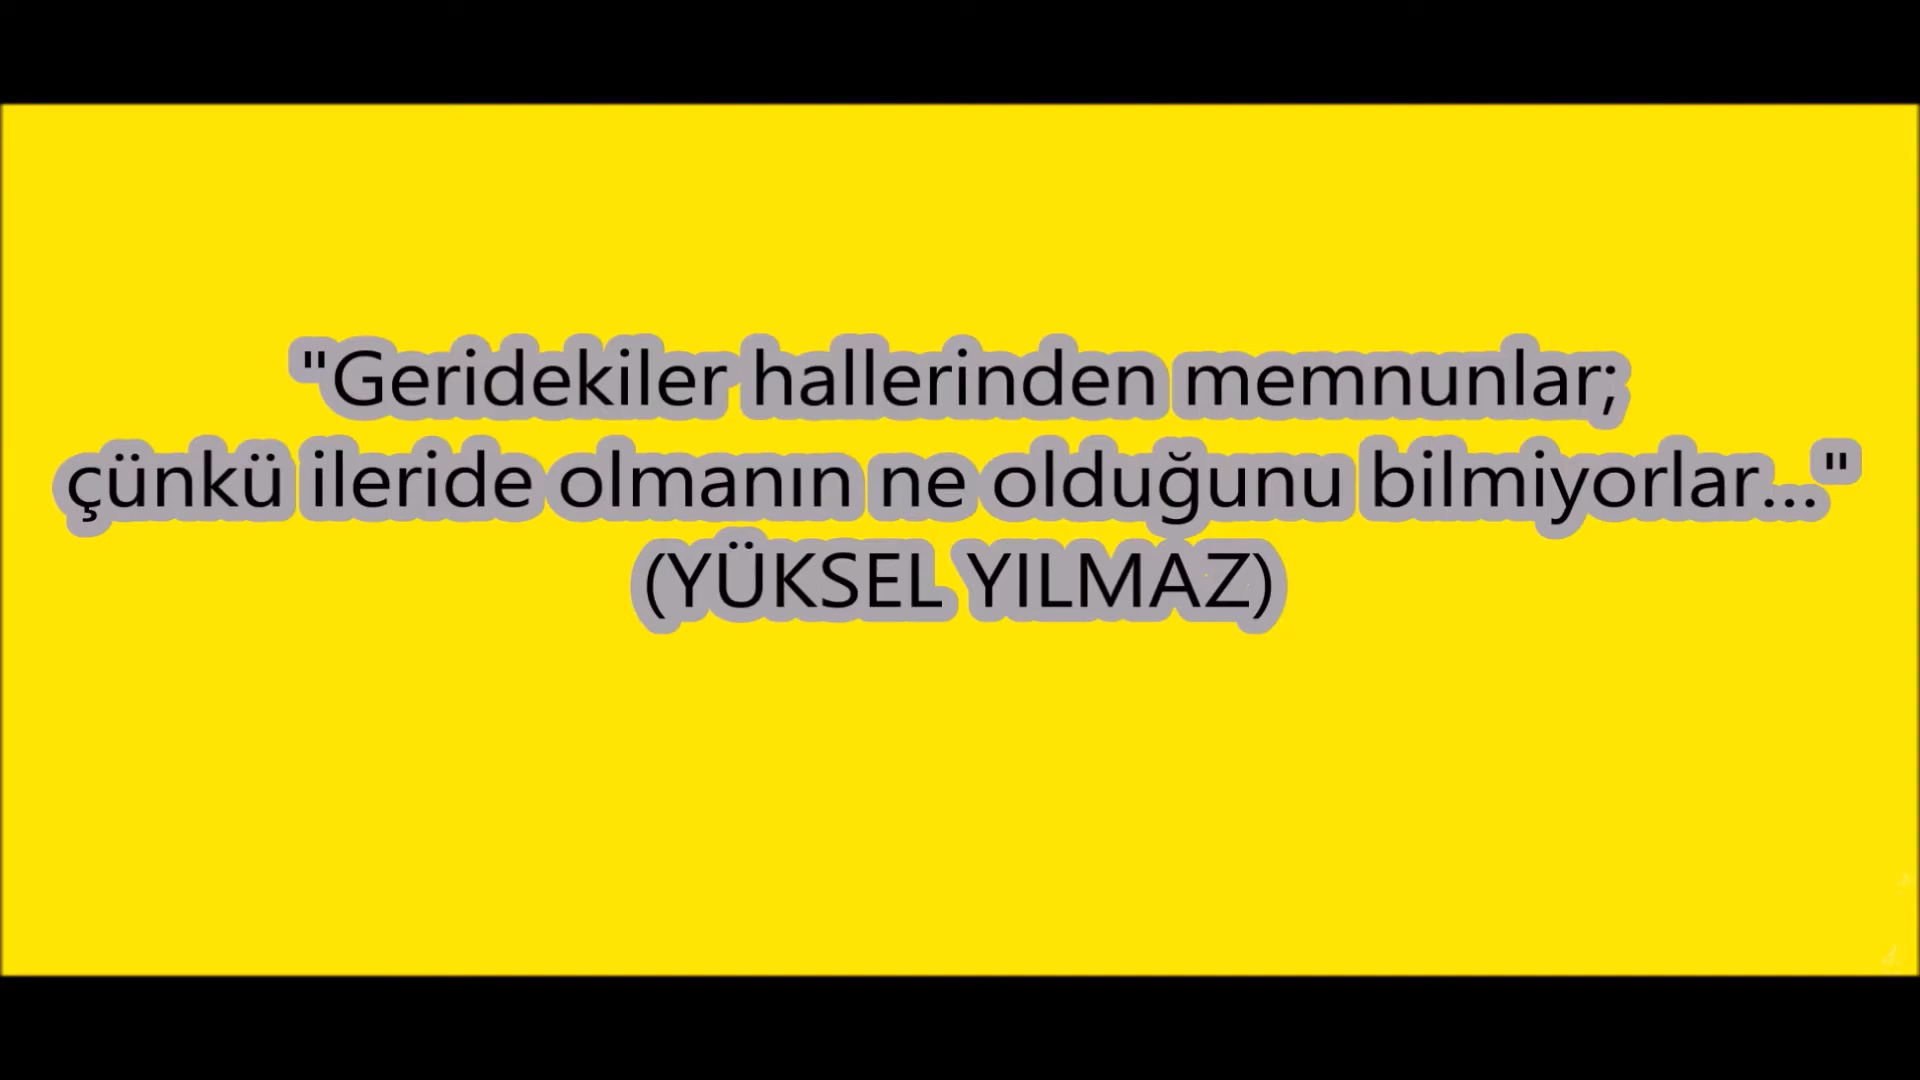 "Geridekiler hallerinden memnunlar;
çünkü ileride olmanın ne olduğunu bilmiyorlar..."
(YÜKSEL YILMAZ)